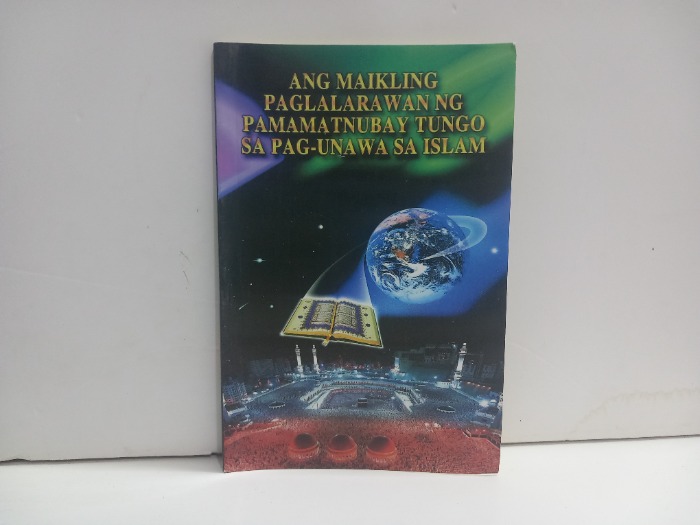 ANG MAIKLING
PAGLALARAWAN NG
PAMAMATNUBAY TUNGO
SA PAG-UNAWA SA ISLAM